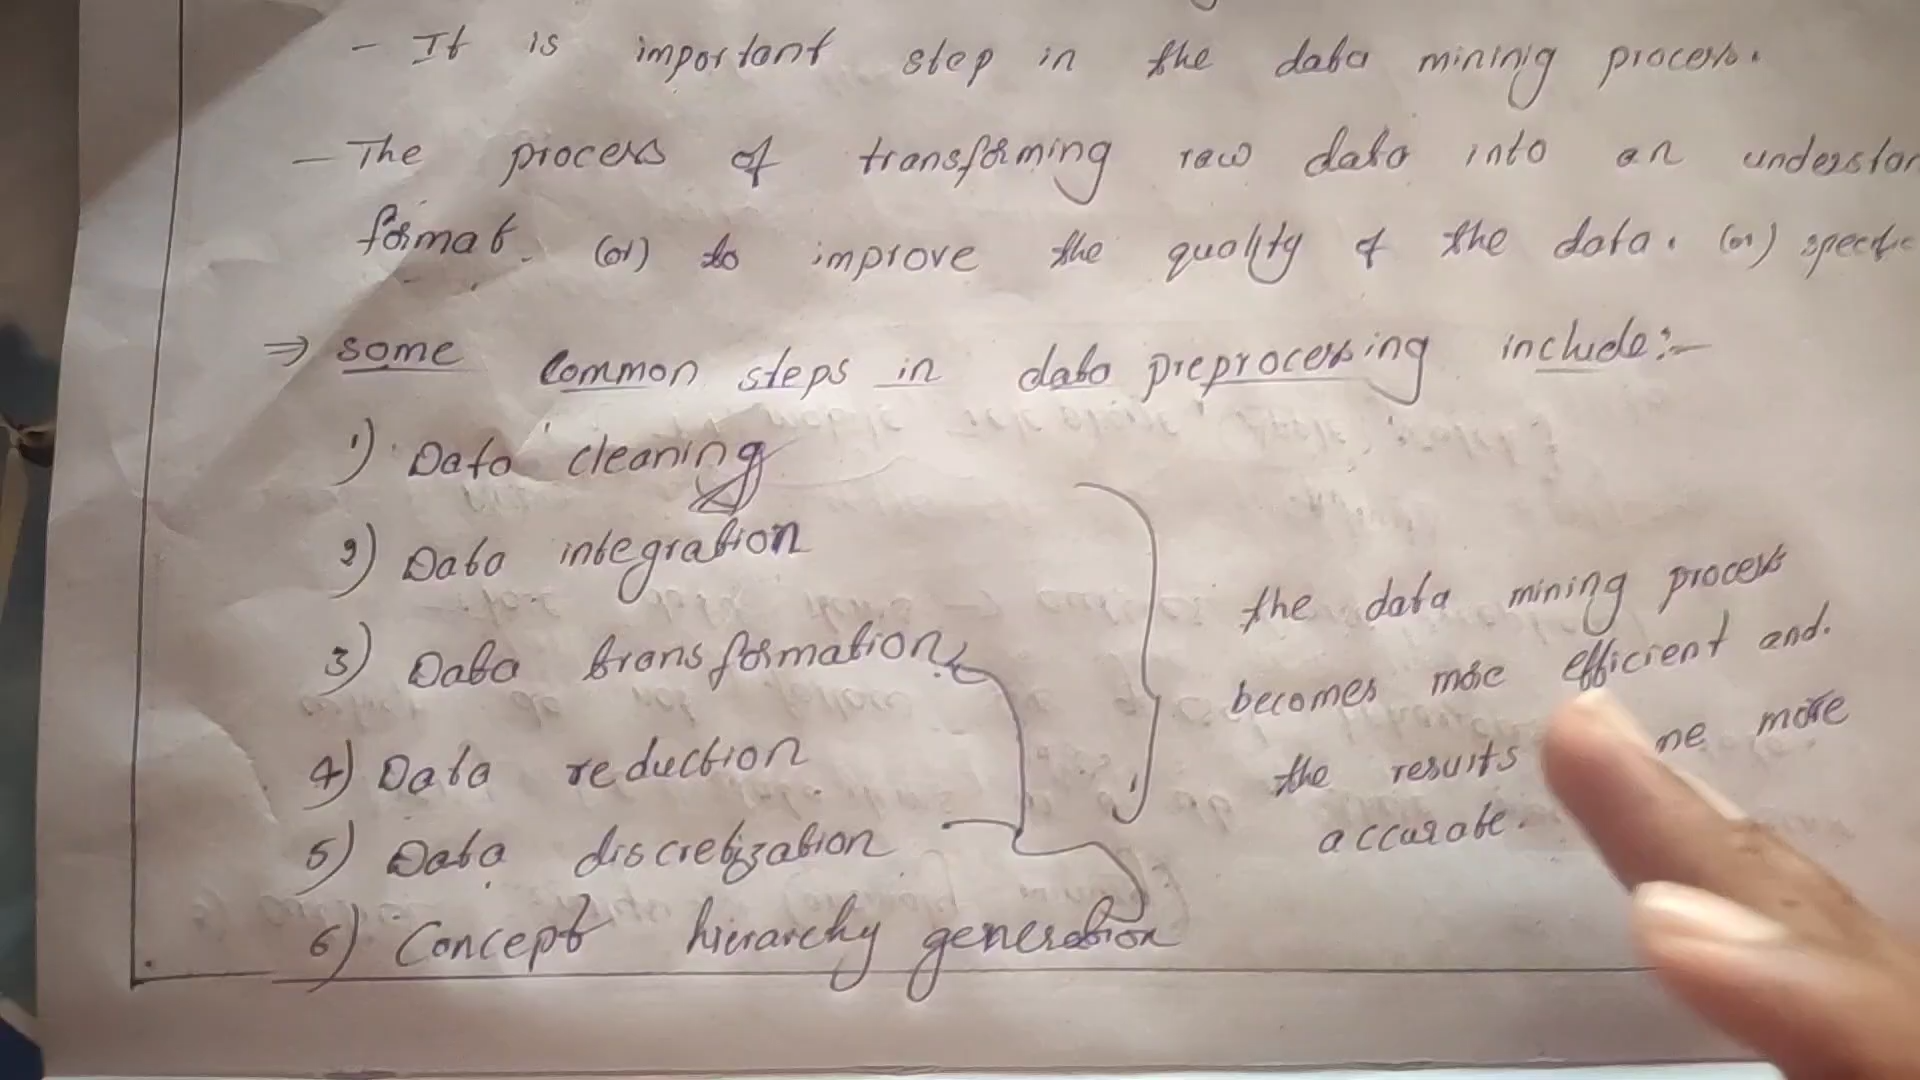 - It is important step in the data mininig process.
- The process of transforming raw data into an
format. (or) to improve the quality of the data. (or)
⇒ some common steps in data preprocessing include:-
1) Data cleaning
2) Data integration
3) Data transformation
4) Data reduction
5) Data discretization
6) Concept hierarchy generation
the data mining process
becomes more efficient and.
the results more
accurate.